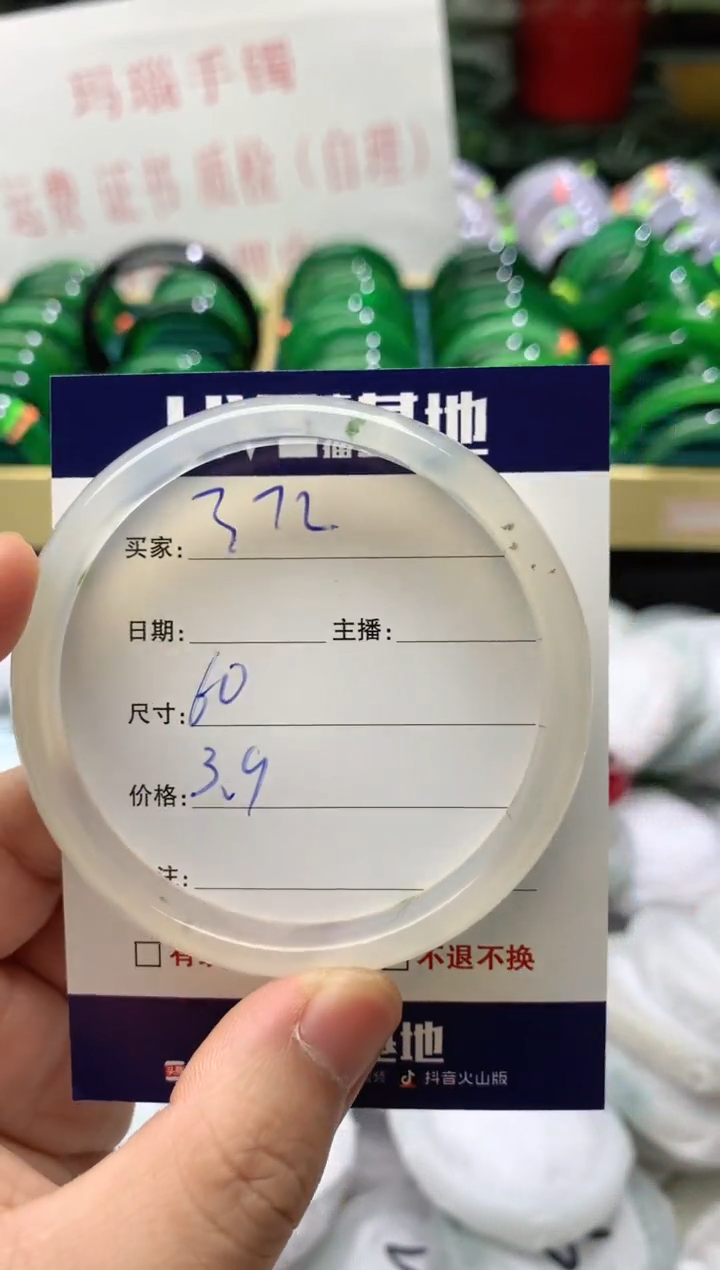 玛瑙手镯
运费 证书 质检（自理）
基地
买家: 372
日期: 主播:
尺寸: 60
价格: 3.9
注:
不退不换
基地
抖音火山版